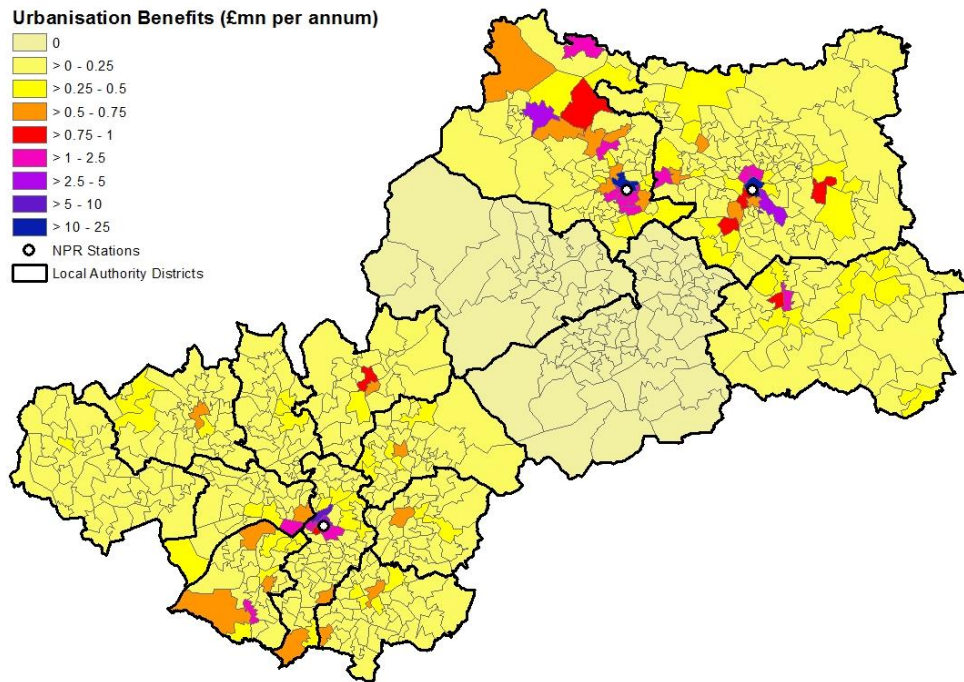 Urbanisation Benefits (£mn per annum)
0
> 0 - 0.25
> 0.25 - 0.5
> 0.5 - 0.75
> 0.75 - 1
> 1 - 2.5
> 2.5 - 5
> 5 - 10
> 10 - 25
NPR Stations
Local Authority Districts